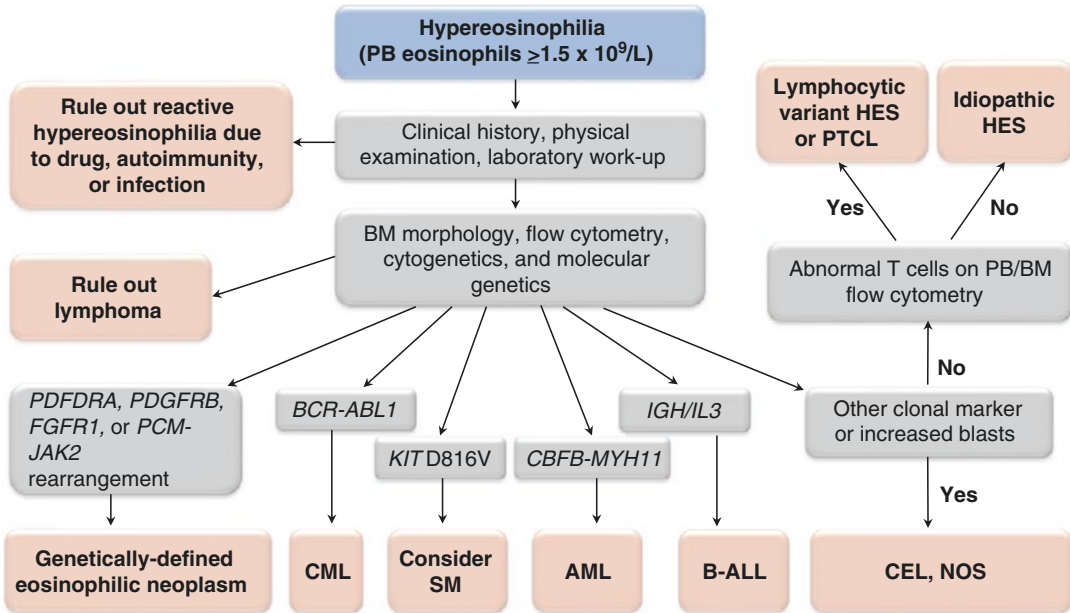 Hypereosinophilia
(PB eosinophils ≥1.5 x 10⁹/L)
Rule out reactive
hypereosinophilia due
to drug, autoimmunity,
or infection
Clinical history, physical
examination, laboratory work-up
Lymphocytic
variant HES
or PTCL
Idiopathic
HES
Yes
No
BM morphology, flow cytometry,
cytogenetics, and molecular
genetics
Rule out
lymphoma
Abnormal T cells on PB/BM
flow cytometry
No
PDFDRA, PDGFRB,
FGFR1, or PCM-
JAK2
rearrangement
BCR-ABL1
KIT D816V
CBFB-MYH11
IGH/IL3
Other clonal marker
or increased blasts
Yes
Genetically-defined
eosinophilic neoplasm
CML
Consider
SM
AML
B-ALL
CEL, NOS